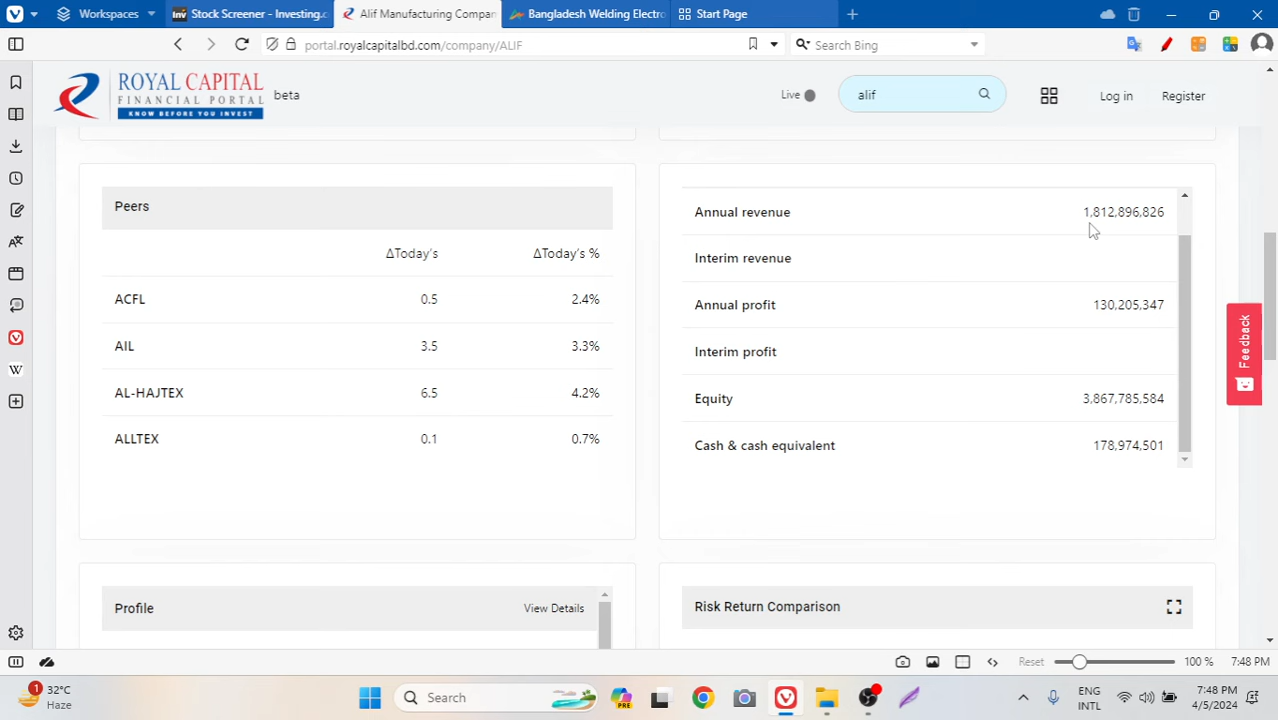 Workspaces
Stock Screener - Investing.c
Alif Manufacturing Compan
Bangladesh Welding Electro
Start Page
portal.royalcapitalbd.com/company/ALIF
Search Bing
ROYAL CAPITAL
FINANCIAL PORTAL
KNOW BEFORE YOU INVEST
beta
Live
alif
Log in
Register
Peers
ΔToday's ΔToday's %
ACFL 0.5 2.4%
AIL 3.5 3.3%
AL-HAJTEX 6.5 4.2%
ALLTEX 0.1 0.7%
Annual revenue 1,812,896,826
Interim revenue
Annual profit 130,205,347
Interim profit
Equity 3,867,785,584
Cash & cash equivalent 178,974,501
Feedback
Profile View Details
Risk Return Comparison
Reset 100 % 7:48 PM
1
32°C
Haze
Search
PRE
ENG
INTL
7:48 PM
4/5/2024